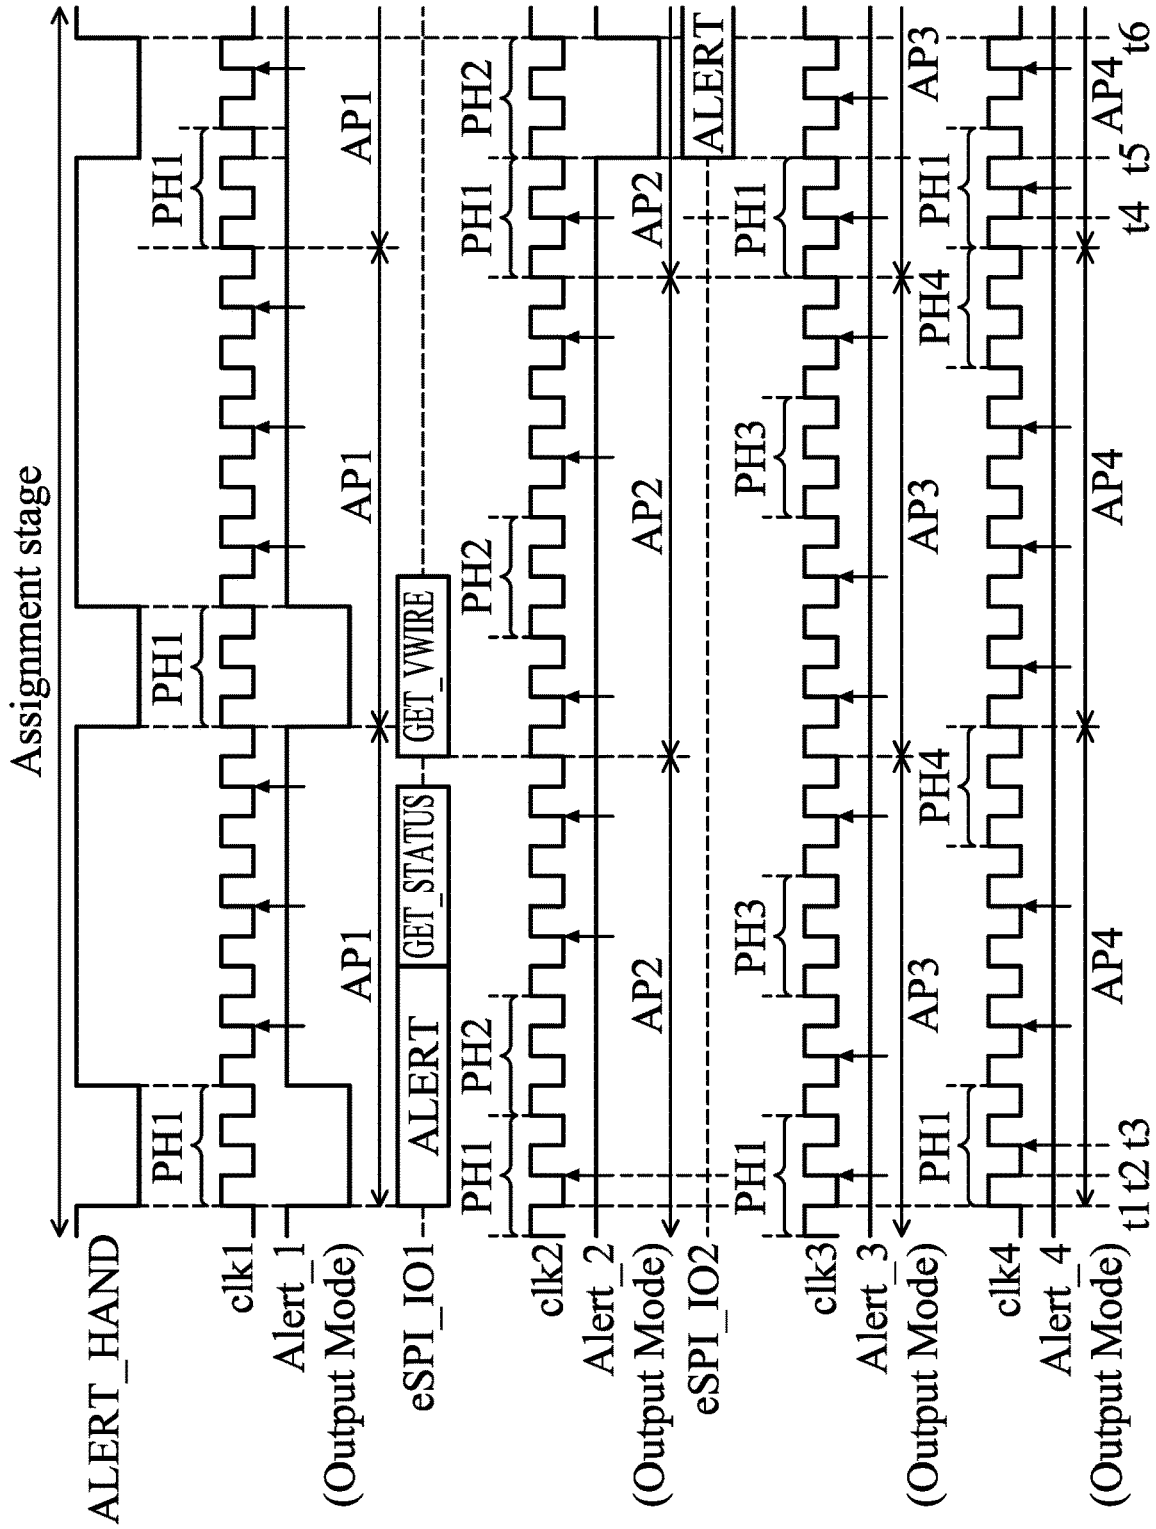 Assignment stage
ALERT_HAND
PH1 PH1 PH1
clk1
Alert_1
(Output Mode)
AP1 AP1 AP1
eSPI_IO1
ALERT GET_STATUS GET_VWIRE
PH1 PH2 PH2 PH1 PH2
clk2
Alert_2
(Output Mode)
AP2 AP2 AP2
eSPI_IO2
ALERT
PH1 PH3 PH3 PH1
clk3
Alert_3
(Output Mode)
AP3 AP3 AP3
PH1 PH4 PH4 PH1
clk4
Alert_4
(Output Mode)
AP4 AP4 AP4
t1 t2 t3 t4 t5 t6